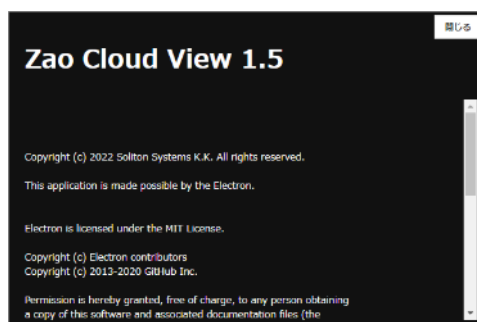 閉じる
Zao Cloud View 1.5
Copyright (c) 2022 Soliton Systems K.K. All rights reserved.
This application is made possible by the Electron.
Electron is licensed under the MIT License.
Copyright (c) Electron contributors
Copyright (c) 2013-2020 GitHub Inc.
Permission is hereby granted, free of charge, to any person obtaining
a copy of this software and associated documentation files (the